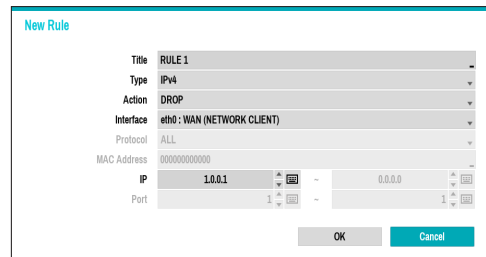 New Rule
Title RULE 1
Type IPv4
Action DROP
Interface eth0 : WAN (NETWORK CLIENT)
Protocol ALL
MAC Address 000000000000
IP 1.0.0.1 ~ 0.0.0.0
Port 1 ~ 1
OK Cancel